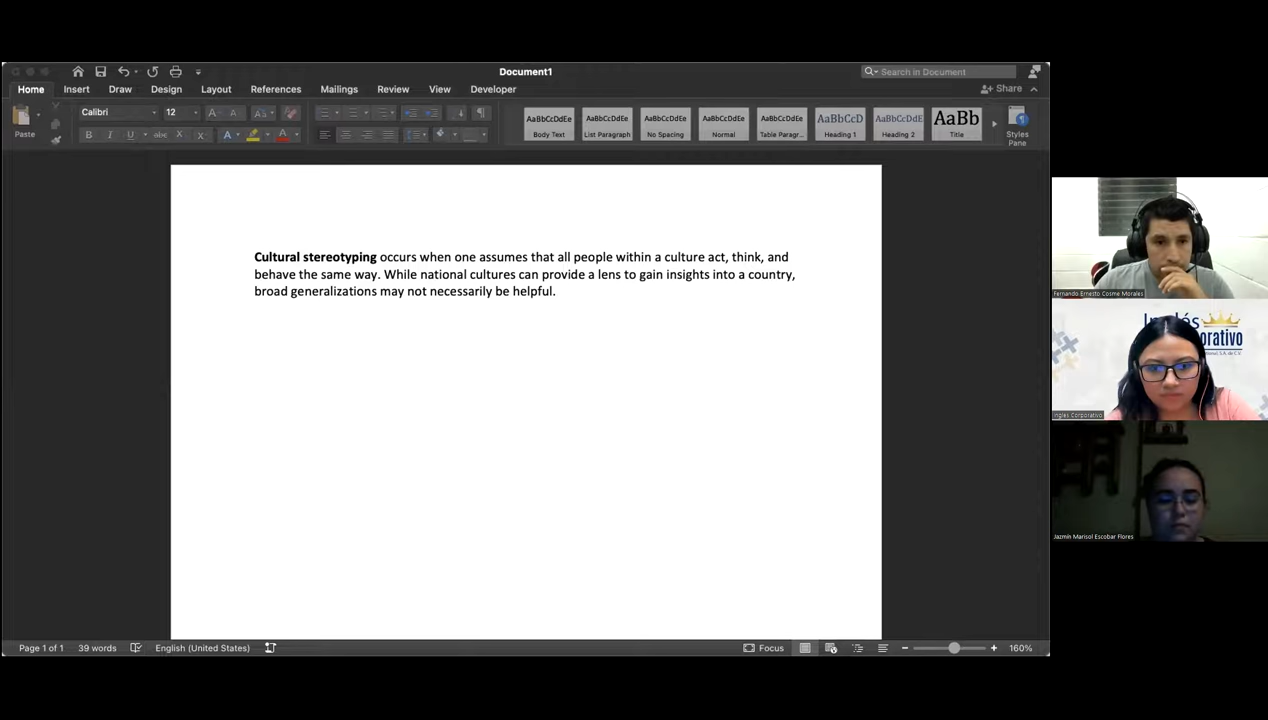 Document1
Search in Document
Home Insert Draw Design Layout References Mailings Review View Developer
Share
Paste
Calibri 12
AaBbCcDdEe AaBbCcDdEe AaBbCcDdEe AaBbCcDdEe AaBbCcDdEe AaBbCcD AaBbCcDdE AaBb
Body Text List Paragraph No Spacing Normal Table Paragr... Heading 1 Heading 2 Title
Styles Pane
Cultural stereotyping occurs when one assumes that all people within a culture act, think, and
behave the same way. While national cultures can provide a lens to gain insights into a country,
broad generalizations may not necessarily be helpful.
Page 1 of 1 39 words English (United States) Focus 160%
Fernando Ernesto Cosme Morales
Inglés
S.A. de C.V.
Ingles Corporativo
Jazmin Marisol Escobar Flores